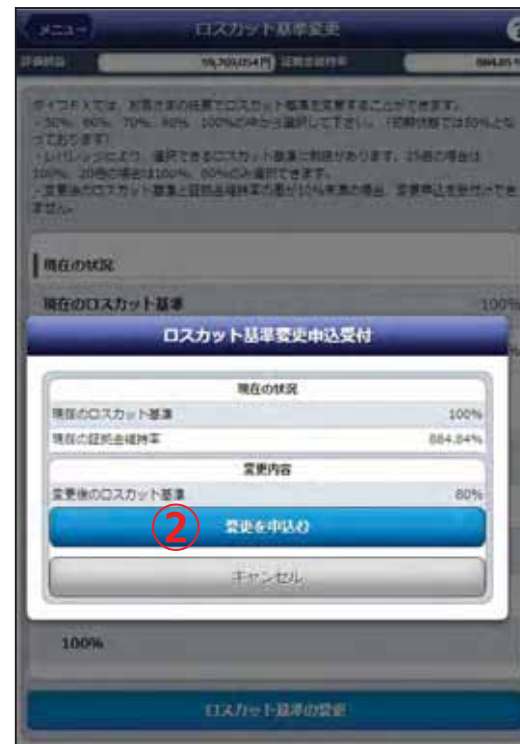 メニュー
ロスカット基準変更
?
評価純益
59,709,054円
証拠金維持率
884.85%
ダイワFXでは、お客さまの任意でロスカット基準を変更することができます。
・50%、60%、70%、80%、100%の中から選択して下さい。（初期状態では50%となっております）
・レバレッジにより、選択できるロスカット基準に制限があります。25倍の場合は
100%、20倍の場合は100%、80%のみ選択できます。
・変更後のロスカット基準と証拠金維持率の差が10%未満の場合、変更申込を受付けできません。
現在の状況
現在のロスカット基準
100%
ロスカット基準変更申込受付
現在の状況
現在のロスカット基準
100%
現在の証拠金維持率
884.84%
変更内容
変更後のロスカット基準
80%
②
変更を申込む
キャンセル
100%
ロスカット基準の変更